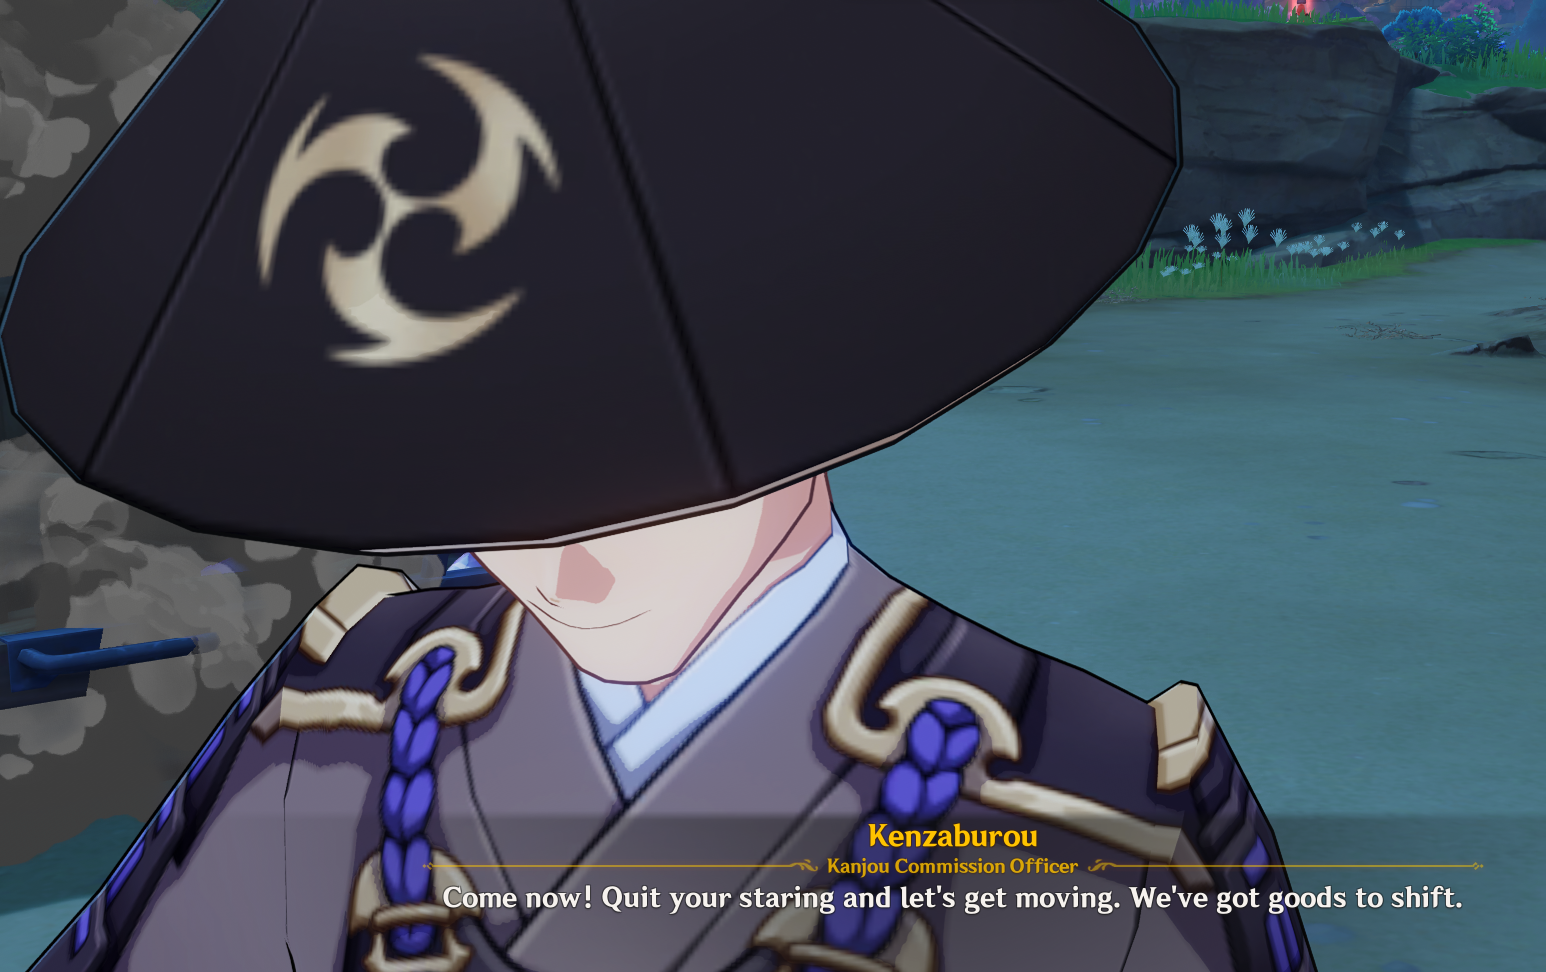 Kenzaburou
Kanjou Commission Officer
Come now! Quit your staring and let's get moving. We've got goods to shift.